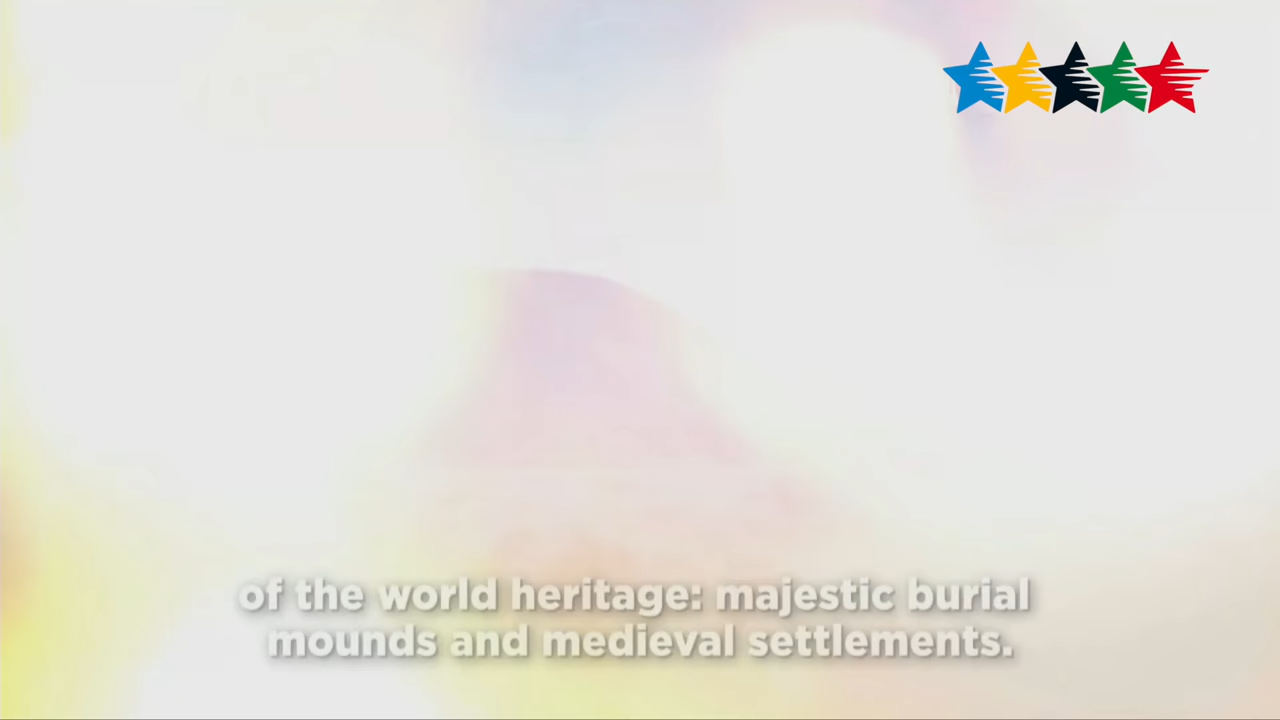 of the world heritage: majestic burial
mounds and medieval settlements.